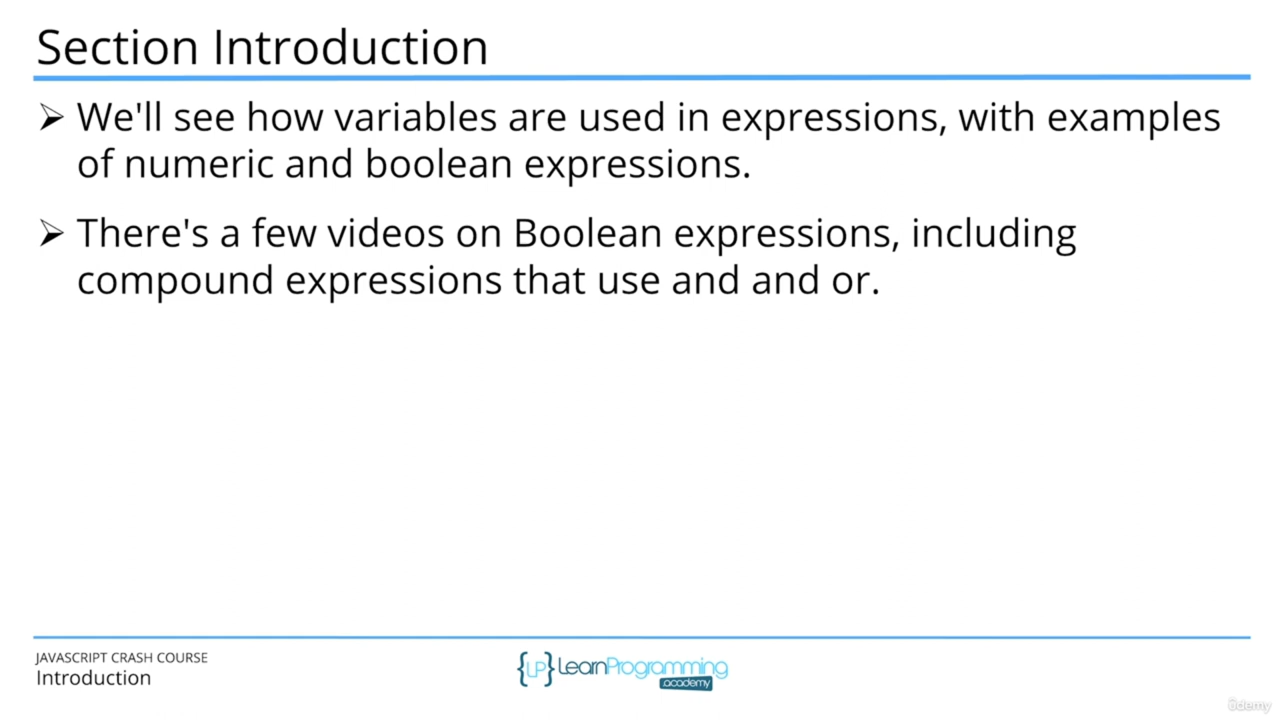 Section Introduction
➤ We'll see how variables are used in expressions, with examples
of numeric and boolean expressions.
➤ There's a few videos on Boolean expressions, including
compound expressions that use and and or.
JAVASCRIPT CRASH COURSE
Introduction
{LP} LearnProgramming
.academy
ûdemy